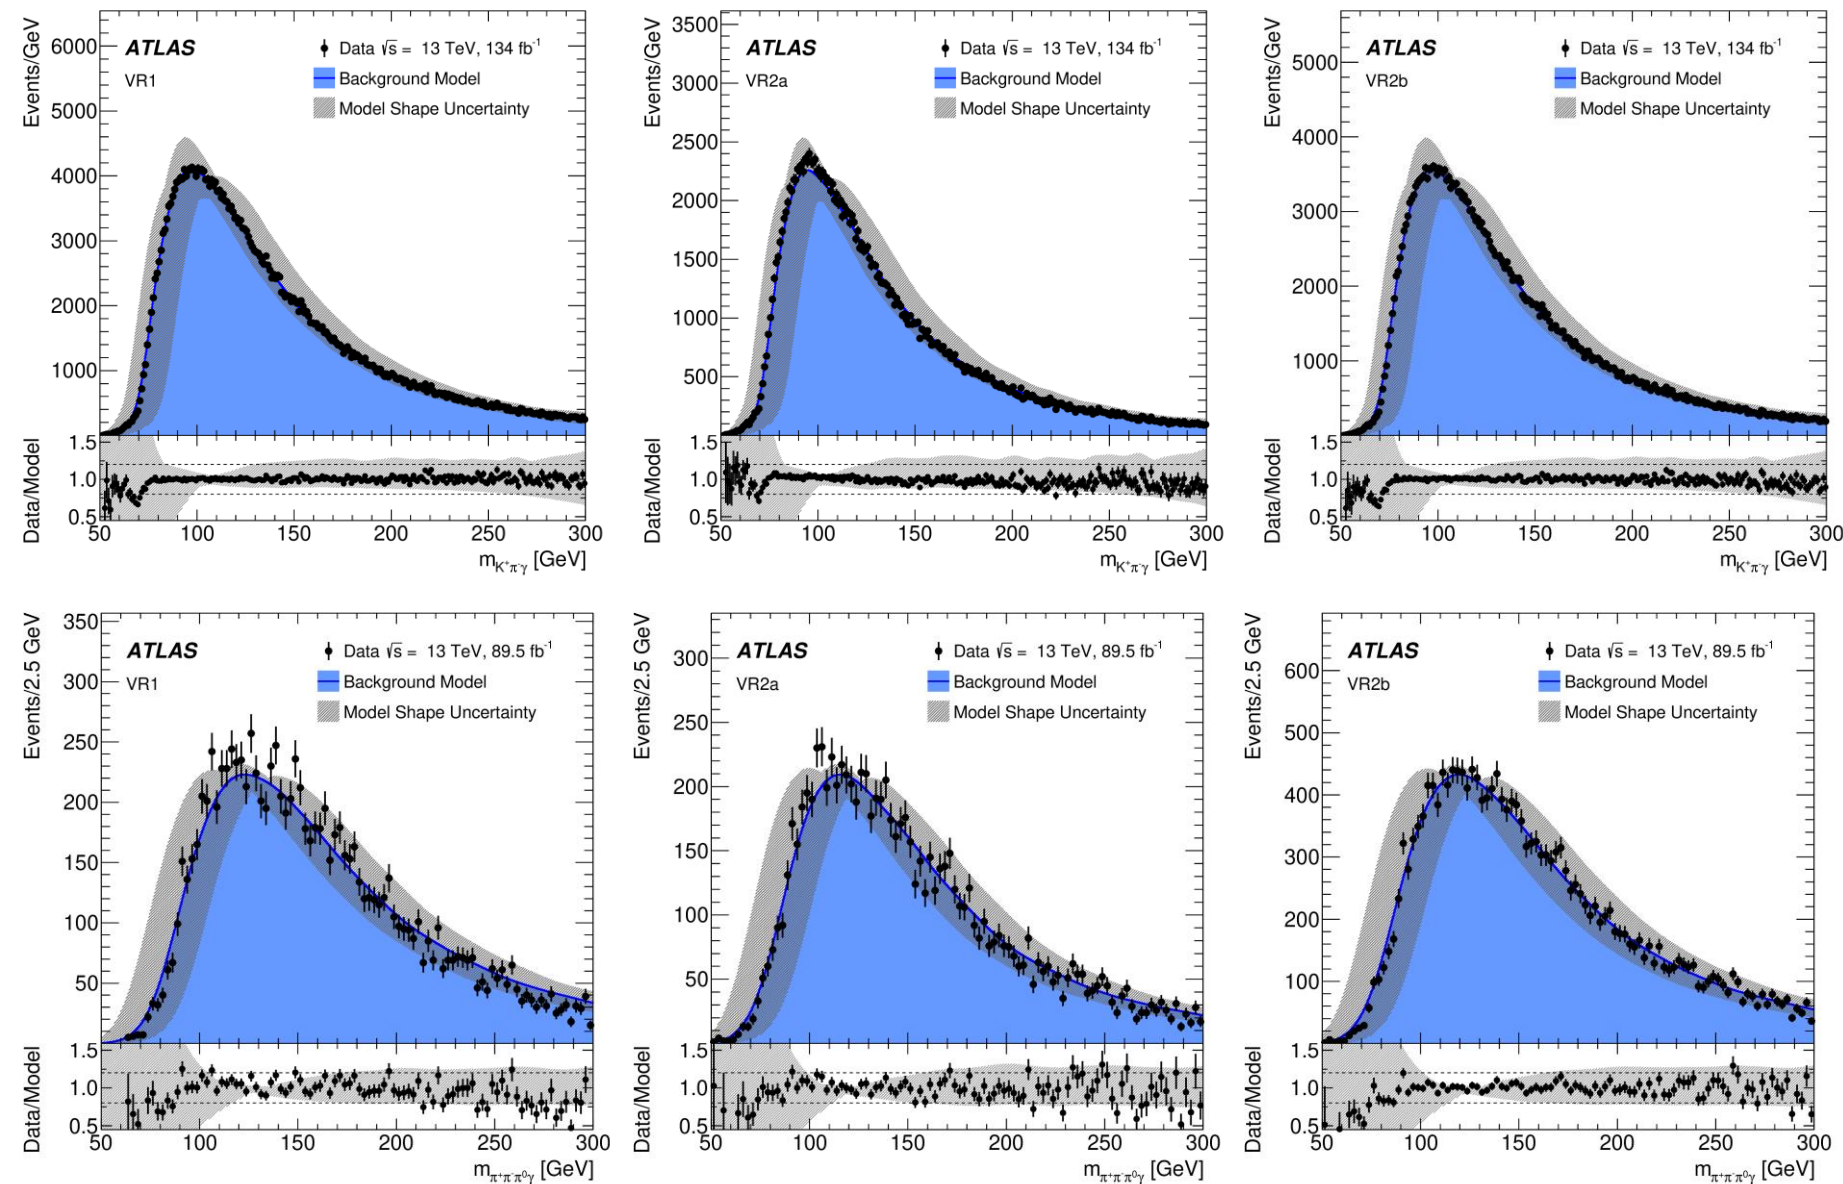 Events/GeV
6000
5000
4000
3000
2000
1000
ATLAS
VR1
Data √s = 13 TeV, 134 fb⁻¹
Background Model
Model Shape Uncertainty
Data/Model
1.5
1.0
0.5
50 100 150 200 250 300
m_K⁺π⁻γ [GeV]
Events/GeV
3500
3000
2500
2000
1500
1000
500
ATLAS
VR2a
Data √s = 13 TeV, 134 fb⁻¹
Background Model
Model Shape Uncertainty
Data/Model
1.5
1.0
0.5
50 100 150 200 250 300
m_K⁺π⁻γ [GeV]
Events/GeV
5000
4000
3000
2000
1000
ATLAS
VR2b
Data √s = 13 TeV, 134 fb⁻¹
Background Model
Model Shape Uncertainty
Data/Model
1.5
1.0
0.5
50 100 150 200 250 300
m_K⁺π⁻γ [GeV]
Events/2.5 GeV
350
300
250
200
150
100
50
ATLAS
VR1
Data √s = 13 TeV, 89.5 fb⁻¹
Background Model
Model Shape Uncertainty
Data/Model
1.5
1.0
0.5
50 100 150 200 250 300
m_π⁺π⁻π⁰γ [GeV]
Events/2.5 GeV
300
250
200
150
100
50
ATLAS
VR2a
Data √s = 13 TeV, 89.5 fb⁻¹
Background Model
Model Shape Uncertainty
Data/Model
1.5
1.0
0.5
50 100 150 200 250 300
m_π⁺π⁻π⁰γ [GeV]
Events/2.5 GeV
600
500
400
300
200
100
ATLAS
VR2b
Data √s = 13 TeV, 89.5 fb⁻¹
Background Model
Model Shape Uncertainty
Data/Model
1.5
1.0
0.5
50 100 150 200 250 300
m_π⁺π⁻π⁰γ [GeV]